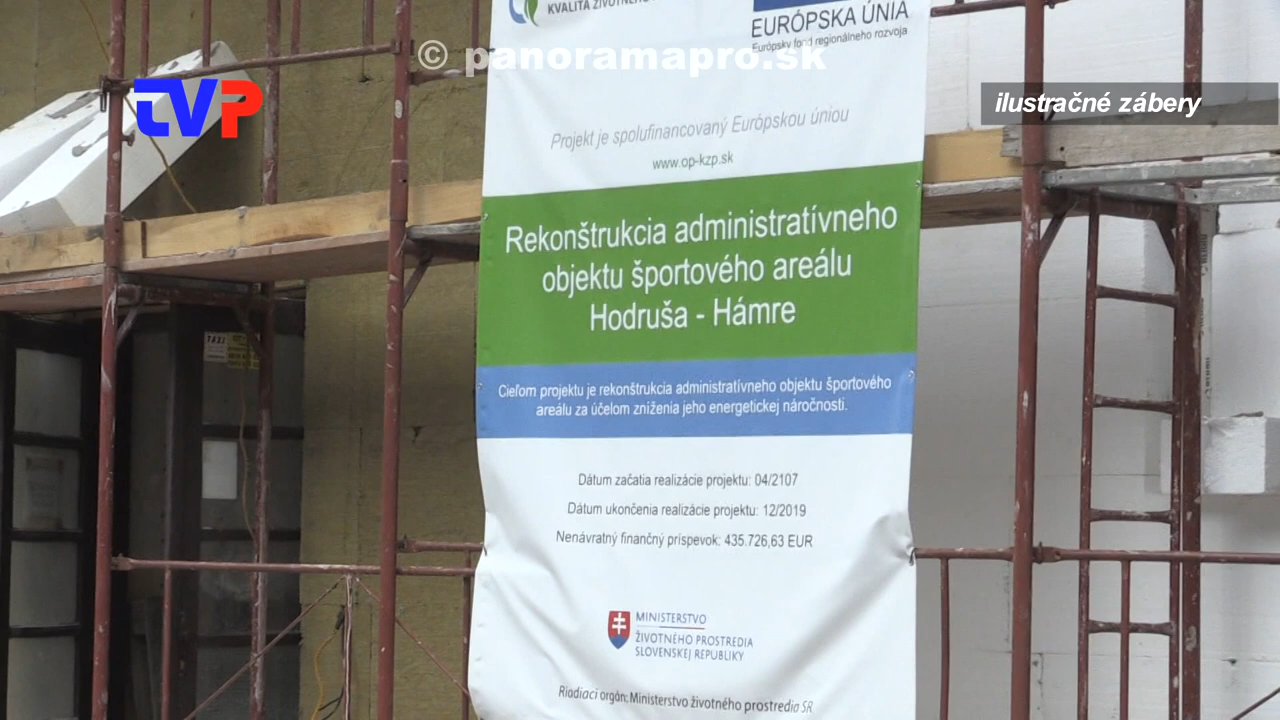 KVALITA ŽIVOTNÉHO
EURÓPSKA ÚNIA
Európsky fond regionálneho rozvoja
© panoramapro.sk
TVP
ilustračné zábery
Projekt je spolufinancovaný Európskou úniou
www.op-kzp.sk
Rekonštrukcia administratívneho
objektu športového areálu
Hodruša - Hámre
Cieľom projektu je rekonštrukcia administratívneho objektu športového
areálu za účelom zníženia jeho energetickej náročnosti.
Dátum začatia realizácie projektu: 04/2107
Dátum ukončenia realizácie projektu: 12/2019
Nenávratný finančný príspevok: 435.726,63 EUR
MINISTERSTVO
ŽIVOTNÉHO PROSTREDIA
SLOVENSKEJ REPUBLIKY
Riadiaci orgán: Ministerstvo životného prostredia SR
TAXI